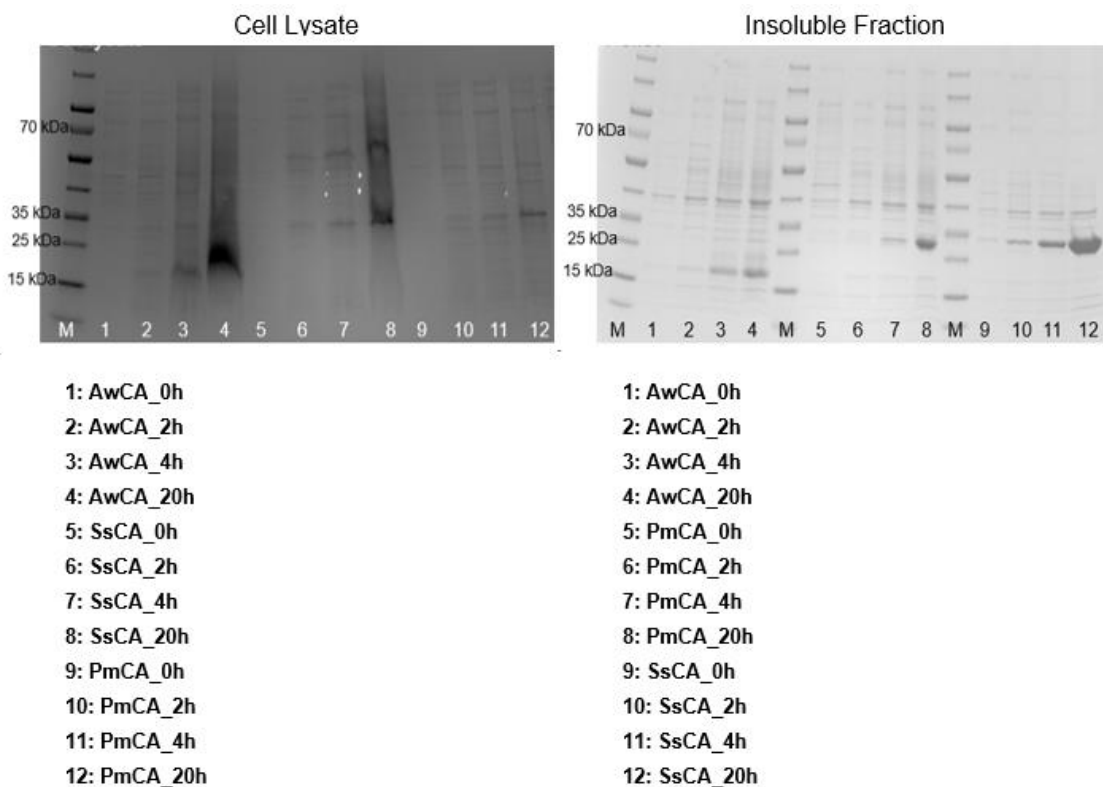 Cell Lysate
70 kDa
35 kDa
25 kDa
15 kDa
M 1 2 3 4 5 6 7 8 9 10 11 12
1: AwCA_0h
2: AwCA_2h
3: AwCA_4h
4: AwCA_20h
5: SsCA_0h
6: SsCA_2h
7: SsCA_4h
8: SsCA_20h
9: PmCA_0h
10: PmCA_2h
11: PmCA_4h
12: PmCA_20h
Insoluble Fraction
70 kDa
35 kDa
25 kDa
15 kDa
M 1 2 3 4 M 5 6 7 8 M 9 10 11 12
1: AwCA_0h
2: AwCA_2h
3: AwCA_4h
4: AwCA_20h
5: PmCA_0h
6: PmCA_2h
7: PmCA_4h
8: PmCA_20h
9: SsCA_0h
10: SsCA_2h
11: SsCA_4h
12: SsCA_20h